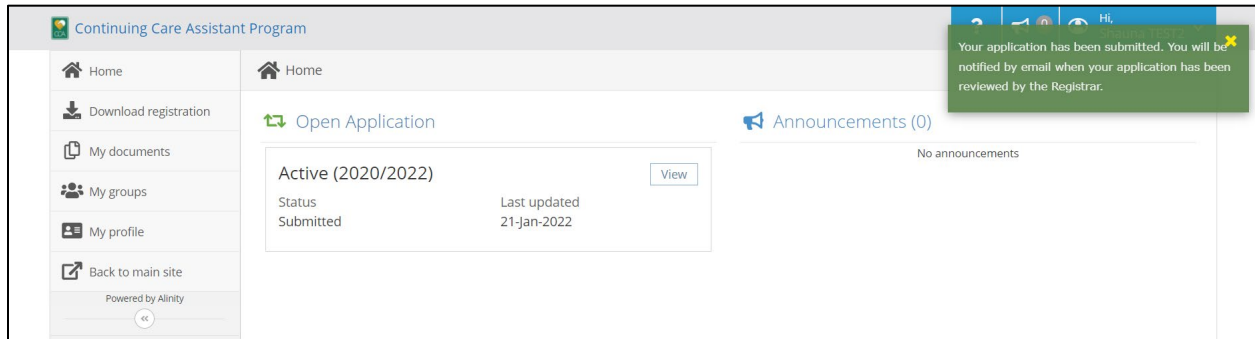 CCA
Continuing Care Assistant Program
?
0
Hi,
Shauna TEST2
Your application has been submitted. You will be
notified by email when your application has been
reviewed by the Registrar.
Home
Download registration
My documents
My groups
My profile
Back to main site
Powered by Alinity
Home
Open Application
Active (2020/2022)
View
Status
Last updated
Submitted
21-Jan-2022
Announcements (0)
No announcements